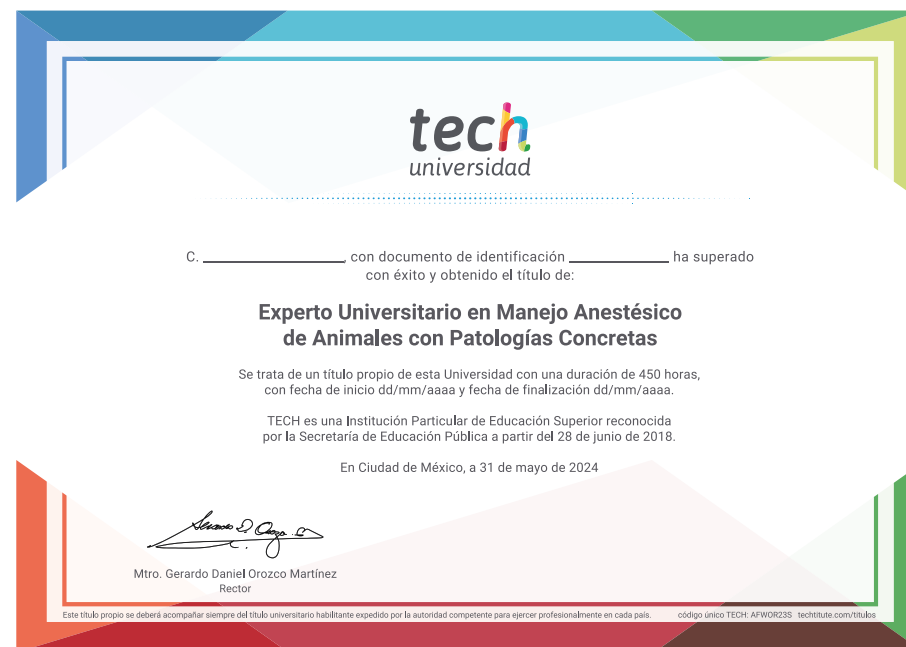 tech
universidad
C. ____________, con documento de identificación ____________ ha superado
con éxito y obtenido el título de:
Experto Universitario en Manejo Anestésico
de Animales con Patologías Concretas
Se trata de un título propio de esta Universidad con una duración de 450 horas,
con fecha de inicio dd/mm/aaaa y fecha de finalización dd/mm/aaaa.
TECH es una Institución Particular de Educación Superior reconocida
por la Secretaría de Educación Pública a partir del 28 de junio de 2018.
En Ciudad de México, a 31 de mayo de 2024
Mtro. Gerardo Daniel Orozco Martínez
Rector
Este título propio se deberá acompañar siempre del título universitario habilitante expedido por la autoridad competente para ejercer profesionalmente en cada país. código único TECH: AFWOR23S techtitute.com/titulos